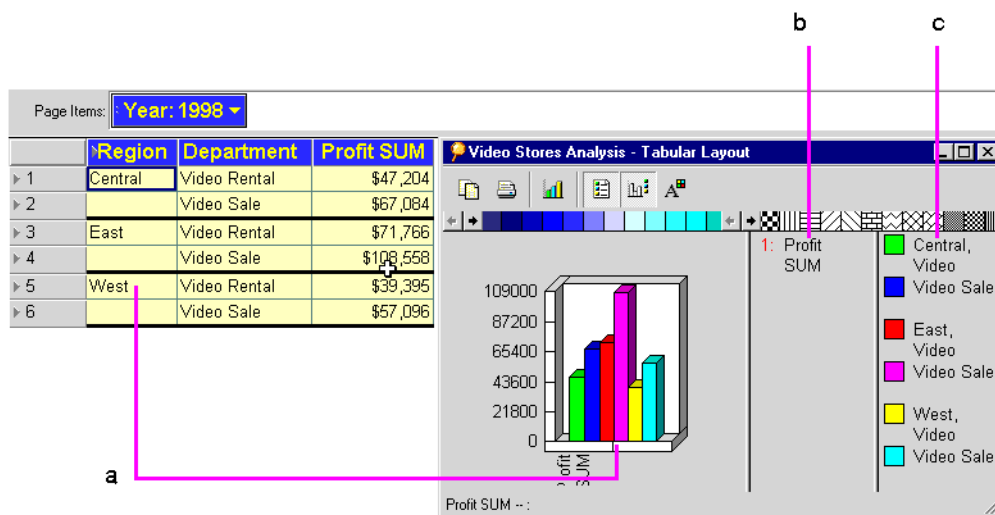 b c
Page Items: Year: 1998
Region Department Profit SUM
1 Central Video Rental $47,204
2 Video Sale $67,084
3 East Video Rental $71,766
4 Video Sale $108,558
5 West Video Rental $39,395
6 Video Sale $57,096
Video Stores Analysis - Tabular Layout
A
109000
87200
65400
43600
21800
0
SUM
1: Profit
SUM
Central,
Video
Video Sale
East,
Video
Video Sale
West,
Video
Video Sale
Profit SUM -- :
a